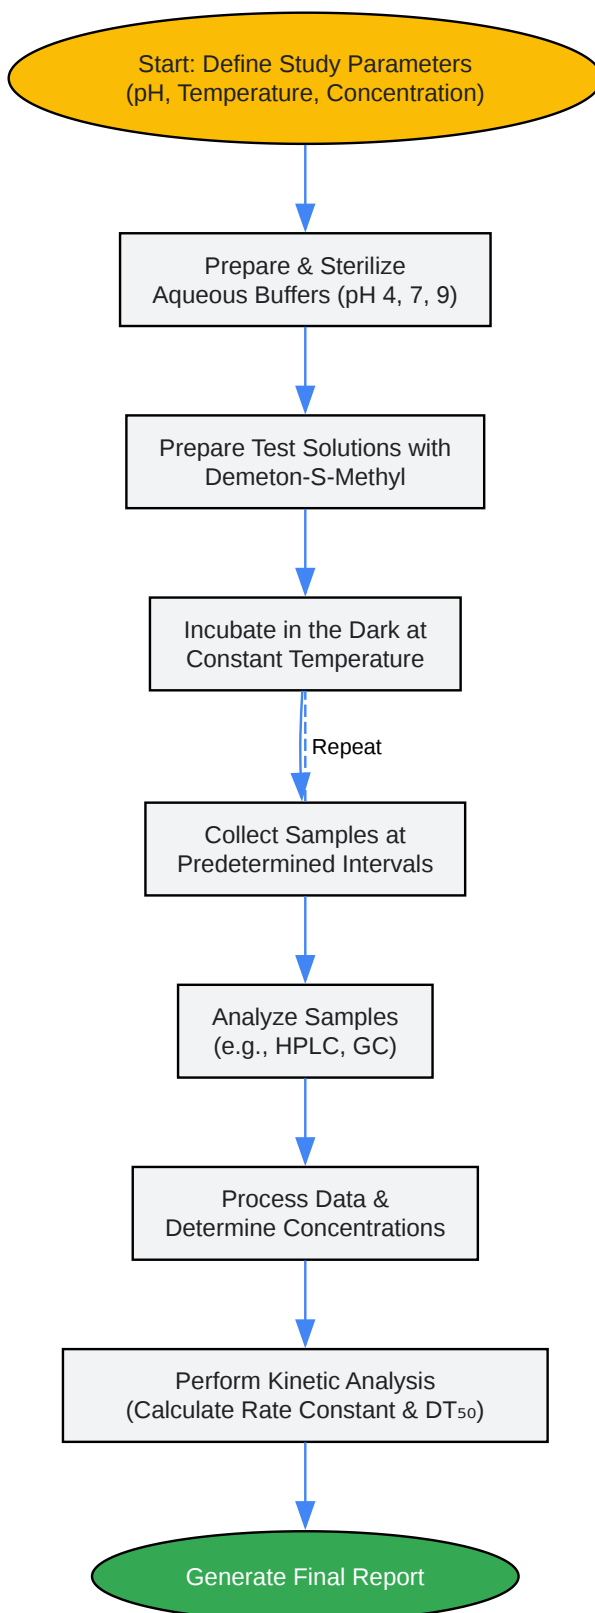 Start: Define Study Parameters
(pH, Temperature, Concentration)
Prepare & Sterilize
Aqueous Buffers (pH 4, 7, 9)
Prepare Test Solutions with
Demeton-S-Methyl
Incubate in the Dark at
Constant Temperature
Repeat
Collect Samples at
Predetermined Intervals
Analyze Samples
(e.g., HPLC, GC)
Process Data &
Determine Concentrations
Perform Kinetic Analysis
(Calculate Rate Constant & DT₅₀)
Generate Final Report